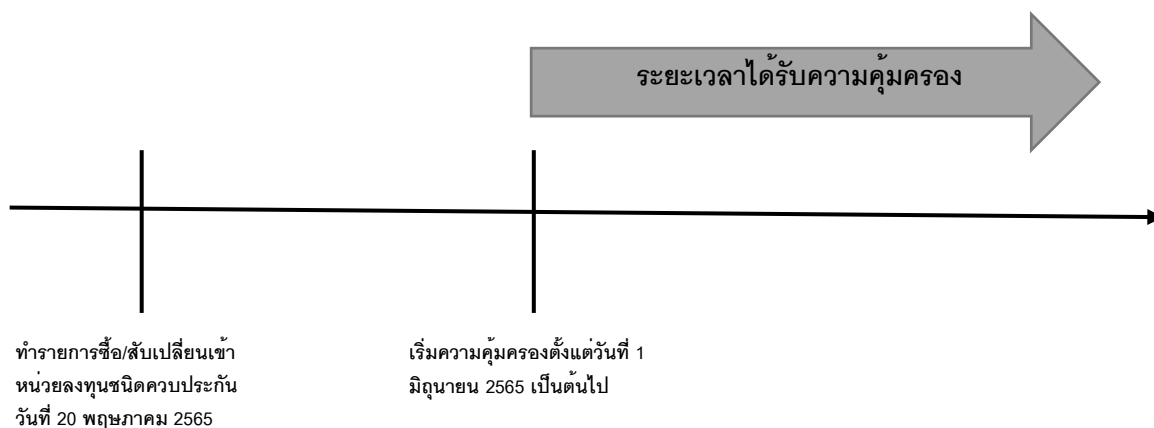 ระยะเวลาได้รับความคุ้มครอง
ทำรายการซื้อ/สับเปลี่ยนเข้า
หน่วยลงทุนชนิดควบประกัน
วันที่ 20 พฤษภาคม 2565
เริ่มความคุ้มครองตั้งแต่วันที่ 1
มิถุนายน 2565 เป็นต้นไป